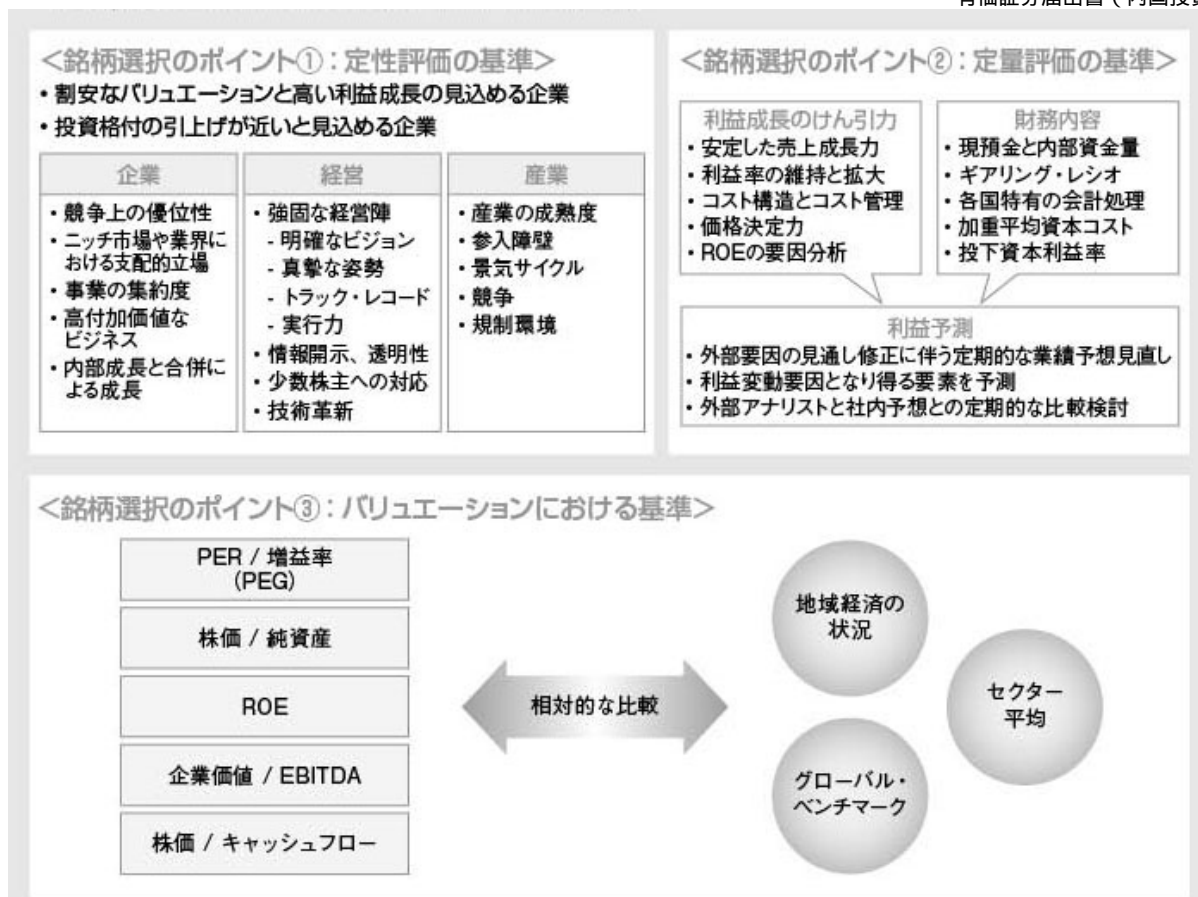 ＜銘柄選択のポイント①：定性評価の基準＞
・割安なバリュエーションと高い利益成長の見込める企業
・投資格付の引上げが近いと見込める企業
企業
・競争上の優位性
・ニッチ市場や業界に
おける支配的立場
・事業の集約度
・高付加価値な
ビジネス
・内部成長と合併に
よる成長
経営
・強固な経営陣
- 明確なビジョン
- 真摯な姿勢
- トラック・レコード
- 実行力
・情報開示、透明性
・少数株主への対応
・技術革新
産業
・産業の成熟度
・参入障壁
・景気サイクル
・競争
・規制環境
＜銘柄選択のポイント②：定量評価の基準＞
利益成長のけん引力
・安定した売上成長力
・利益率の維持と拡大
・コスト構造とコスト管理
・価格決定力
・ROEの要因分析
財務内容
・現預金と内部資金量
・ギアリング・レシオ
・各国特有の会計処理
・加重平均資本コスト
・投下資本利益率
利益予測
・外部要因の見通し修正に伴う定期的な業績予想見直し
・利益変動要因となり得る要素を予測
・外部アナリストと社内予想との定期的な比較検討
＜銘柄選択のポイント③：バリュエーションにおける基準＞
PER / 増益率
(PEG)
株価 / 純資産
ROE
企業価値 / EBITDA
株価 / キャッシュフロー
相対的な比較
地域経済の
状況
セクター
平均
グローバル・
ベンチマーク